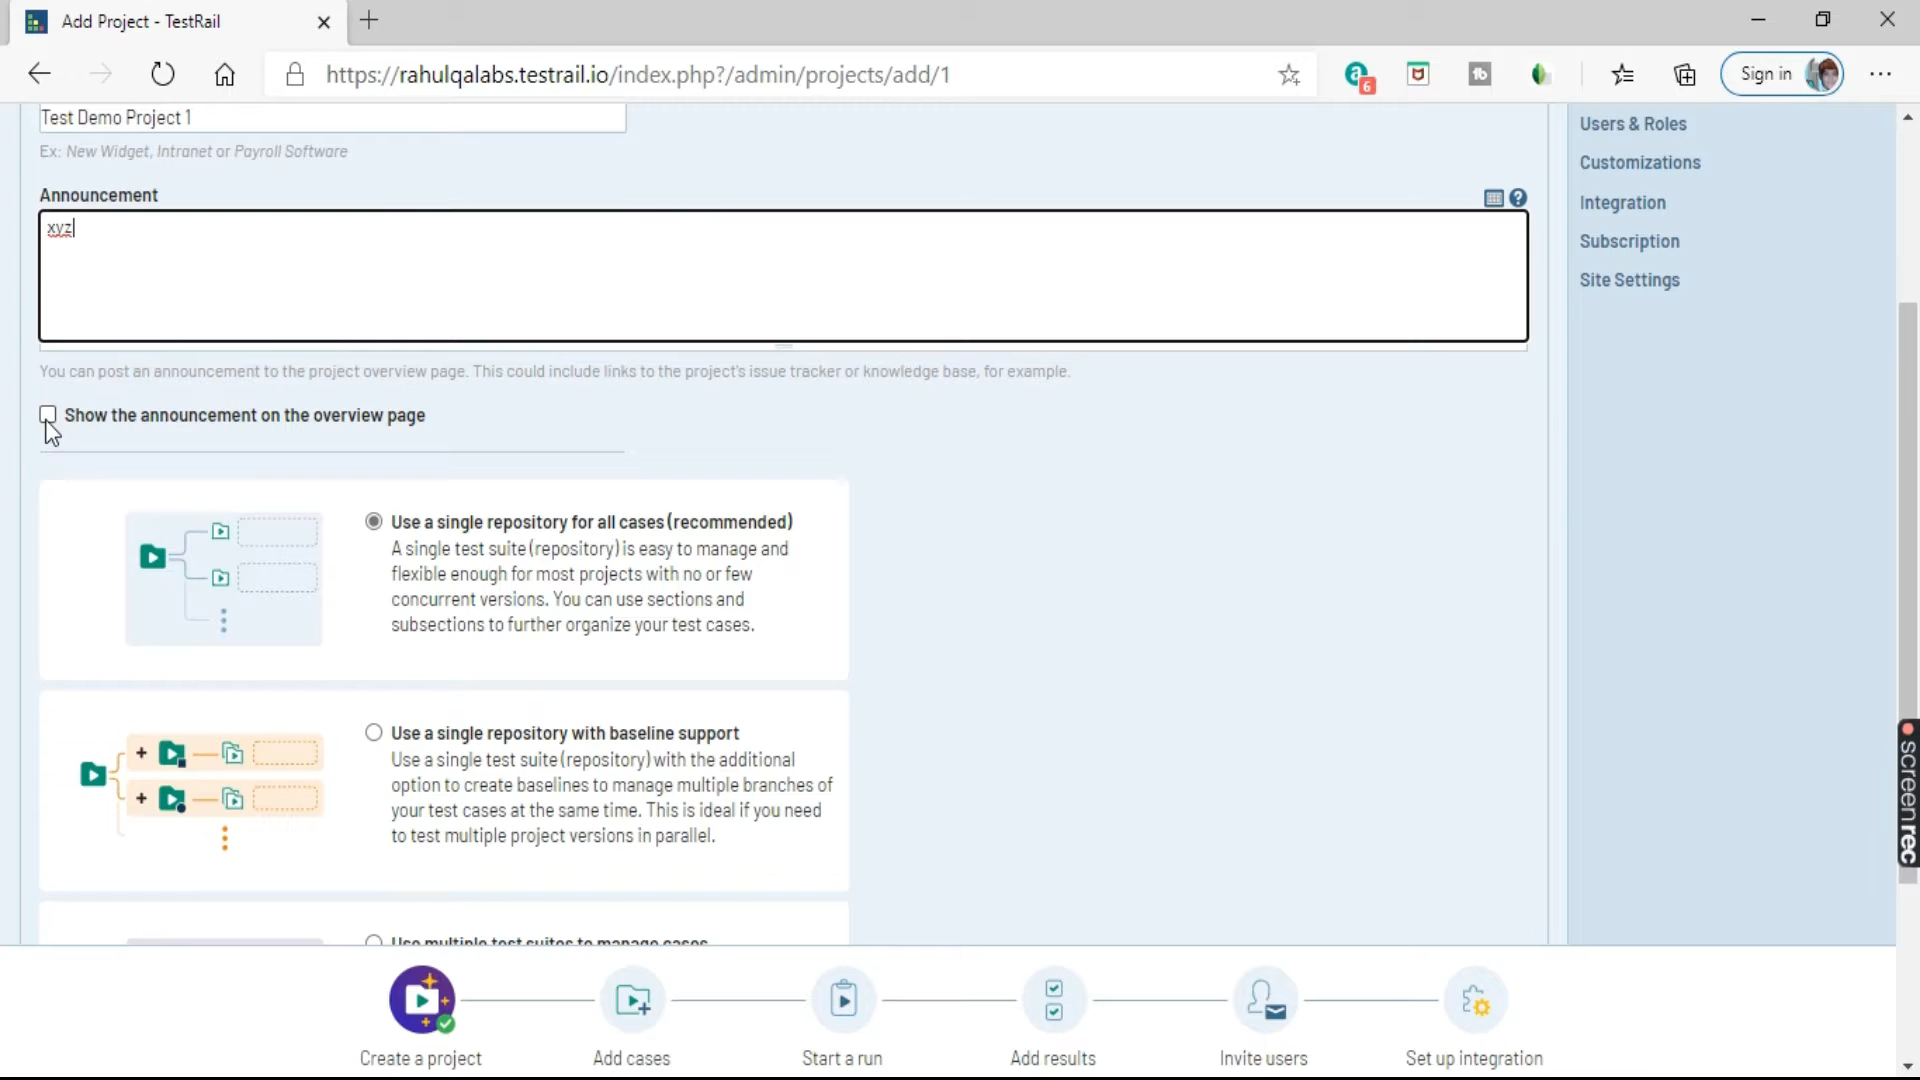 Add Project - TestRail
https://rahulqalabs.testrail.io/index.php?/admin/projects/add/1
6
Sign in
Test Demo Project 1
Ex: New Widget, Intranet or Payroll Software
Announcement
xyz
You can post an announcement to the project overview page. This could include links to the project's issue tracker or knowledge base, for example.
Show the announcement on the overview page
Use a single repository for all cases (recommended)
A single test suite (repository) is easy to manage and
flexible enough for most projects with no or few
concurrent versions. You can use sections and
subsections to further organize your test cases.
Use a single repository with baseline support
Use a single test suite (repository) with the additional
option to create baselines to manage multiple branches of
your test cases at the same time. This is ideal if you need
to test multiple project versions in parallel.
Use multiple test suites to manage cases
Users & Roles
Customizations
Integration
Subscription
Site Settings
screenrec
Create a project
Add cases
Start a run
Add results
Invite users
Set up integration